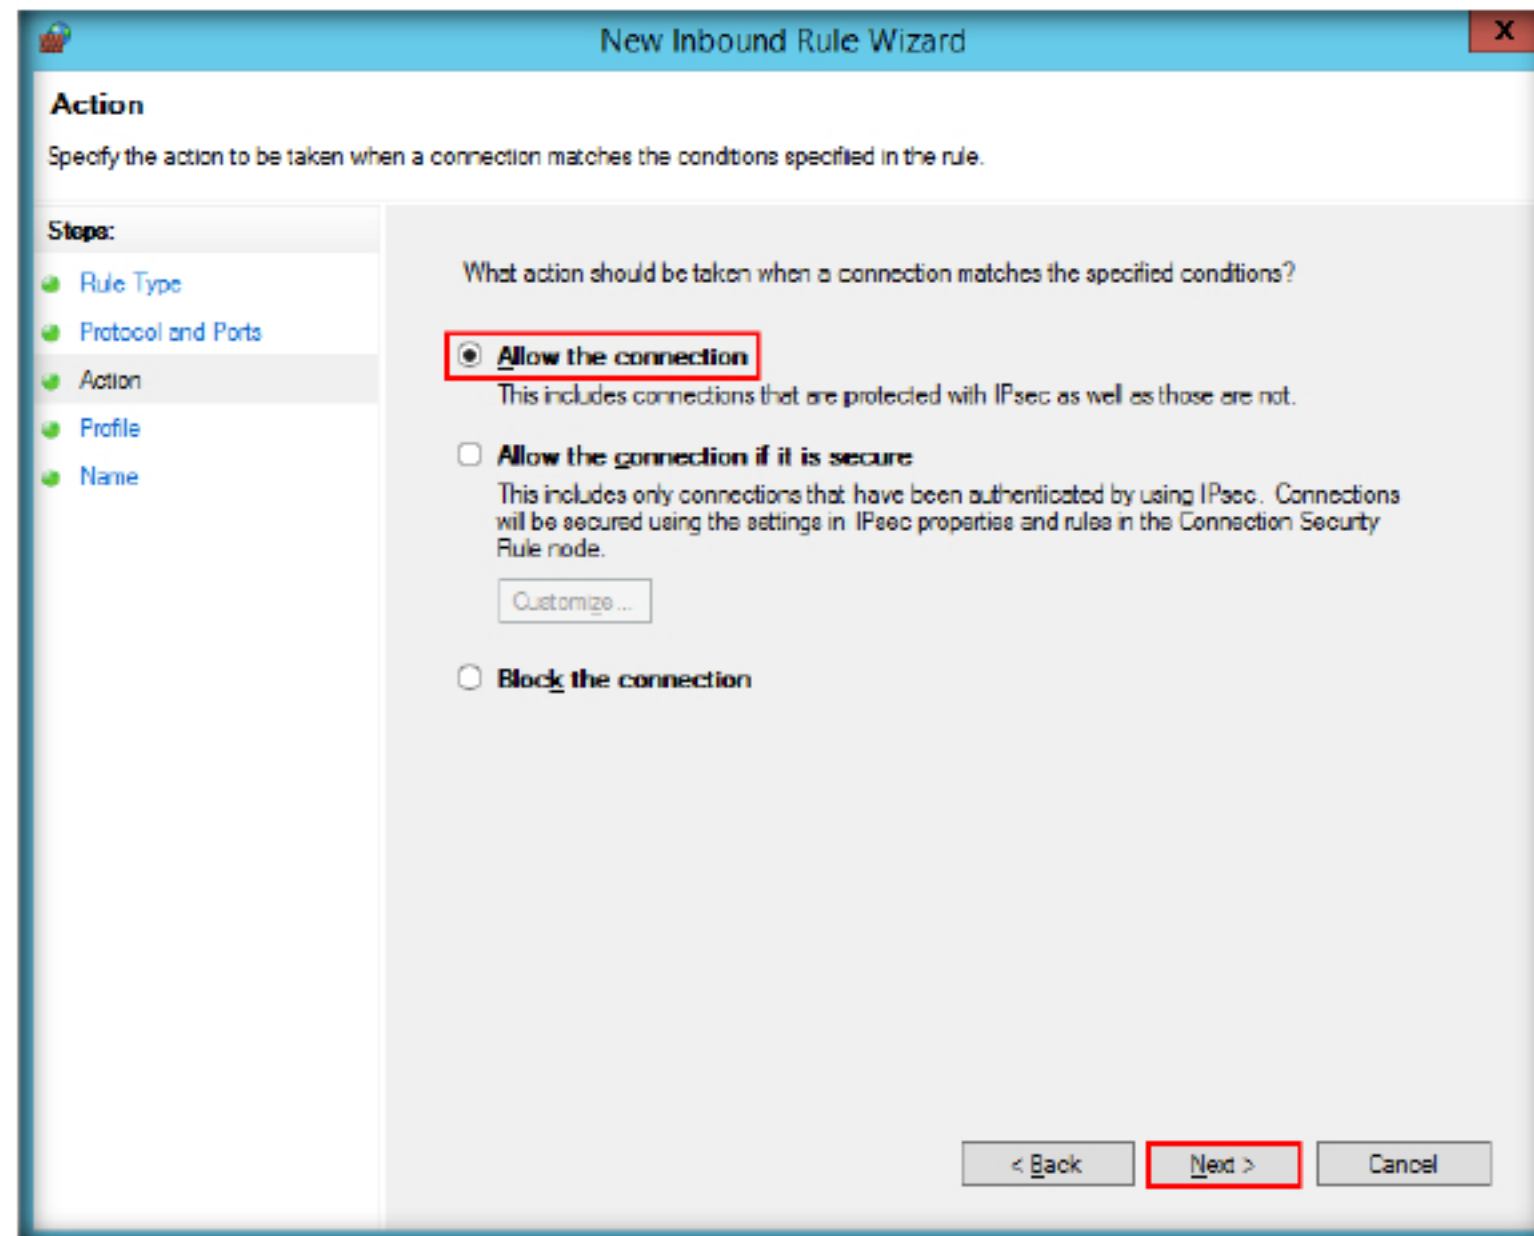 New Inbound Rule Wizard
X
Action
Specify the action to be taken when a connection matches the conditions specified in the rule.
Steps:
Rule Type
Protocol and Ports
Action
Profile
Name
What action should be taken when a connection matches the specified conditions?
Allow the connection
This includes connections that are protected with IPsec as well as those are not.
Allow the connection if it is secure
This includes only connections that have been authenticated by using IPsec. Connections
will be secured using the settings in IPsec properties and rules in the Connection Security
Rule node.
Customize...
Block the connection
< Back
Next >
Cancel